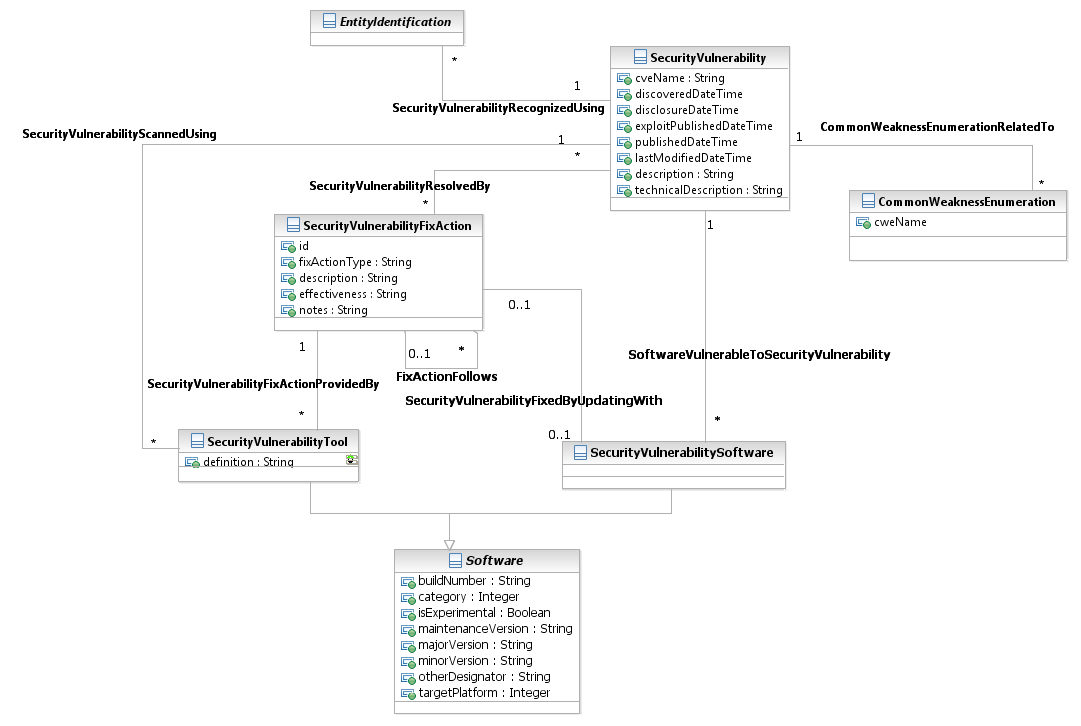 EntityIdentification
*
1
SecurityVulnerabilityRecognizedUsing
SecurityVulnerability
cveName : String
discoveredDateTime
disclosureDateTime
exploitPublishedDateTime
publishedDateTime
lastModifiedDateTime
description : String
technicalDescription : String
SecurityVulnerabilityScannedUsing
1
*
SecurityVulnerabilityResolvedBy
*
1
CommonWeaknessEnumerationRelatedTo
*
CommonWeaknessEnumeration
cweName
SecurityVulnerabilityFixAction
id
fixActionType : String
description : String
effectiveness : String
notes : String
1
0..1
1
0..1
*
FixActionFollows
SoftwareVulnerableToSecurityVulnerability
SecurityVulnerabilityFixActionProvidedBy
SecurityVulnerabilityFixedByUpdatingWith
*
*
*
0..1
SecurityVulnerabilityTool
definition : String
SecurityVulnerabilitySoftware
Software
buildNumber : String
category : Integer
isExperimental : Boolean
maintenanceVersion : String
majorVersion : String
minorVersion : String
otherDesignator : String
targetPlatform : Integer